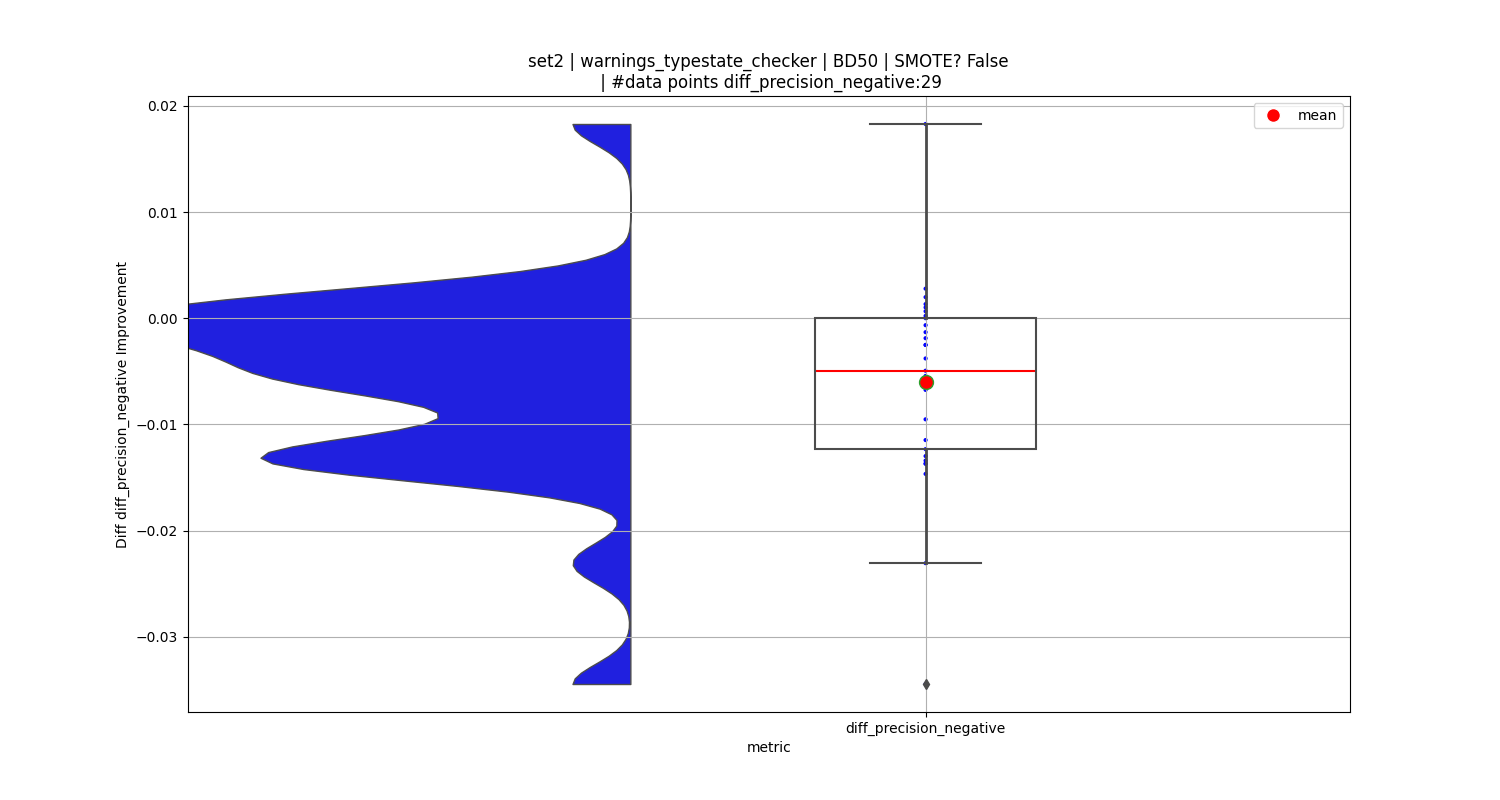 set2 | warnings_typestate_checker | BD50 | SMOTE? False
| #data points diff_precision_negative:29
mean
0.02
0.01
0.00
−0.01
−0.02
−0.03
Diff diff_precision_negative Improvement
diff_precision_negative
metric